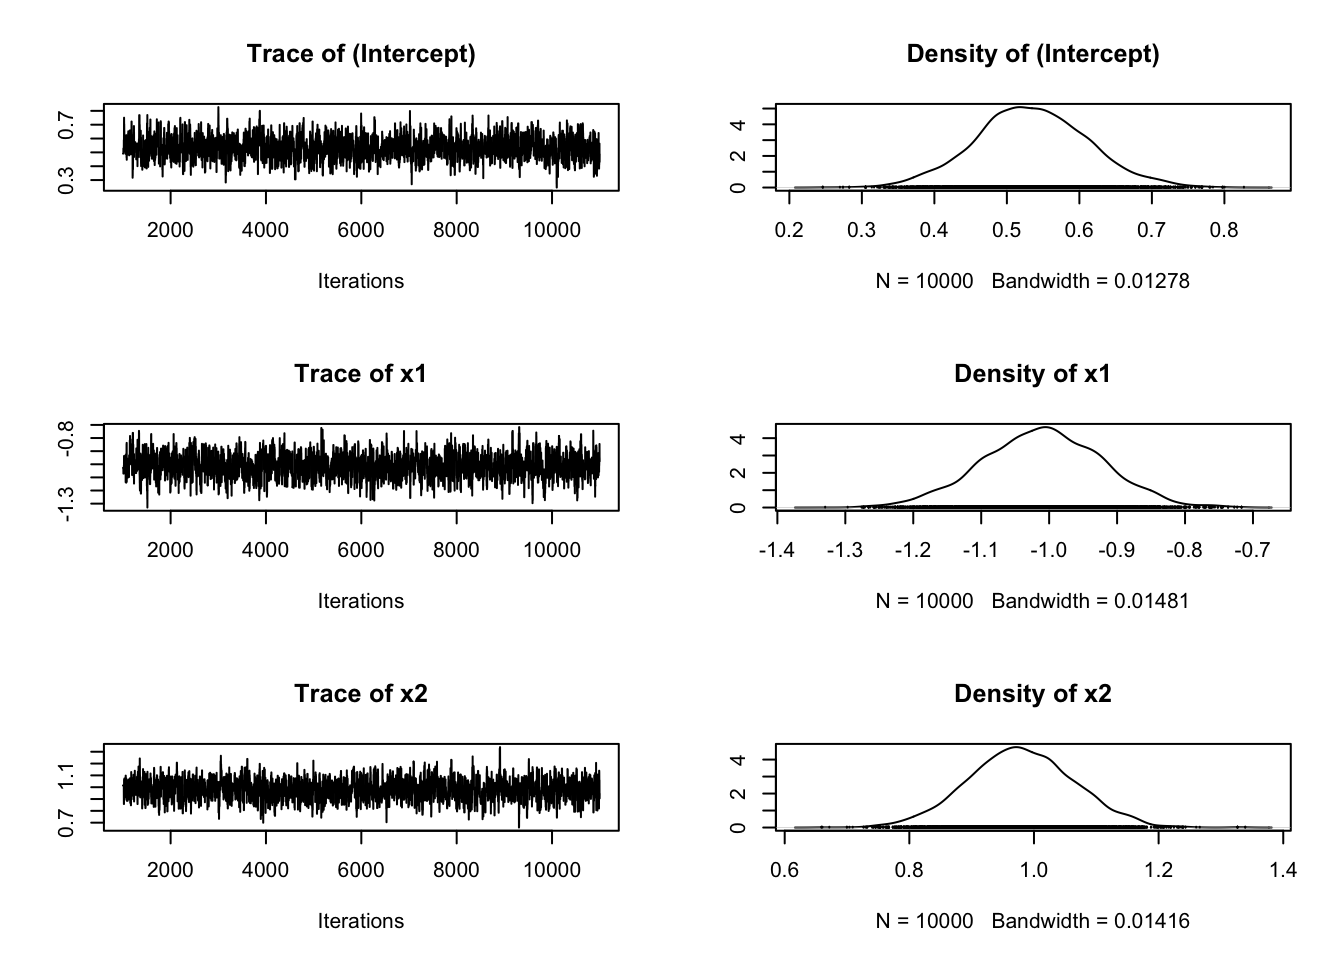 Trace of (Intercept)
0.3 0.7
2000 4000 6000 8000 10000
Iterations
Density of (Intercept)
0 2 4
0.2 0.3 0.4 0.5 0.6 0.7 0.8
N = 10000 Bandwidth = 0.01278
Trace of x1
-1.3 -0.8
2000 4000 6000 8000 10000
Iterations
Density of x1
0 2 4
-1.4 -1.3 -1.2 -1.1 -1.0 -0.9 -0.8 -0.7
N = 10000 Bandwidth = 0.01481
Trace of x2
0.7 1.1
2000 4000 6000 8000 10000
Iterations
Density of x2
0 2 4
0.6 0.8 1.0 1.2 1.4
N = 10000 Bandwidth = 0.01416